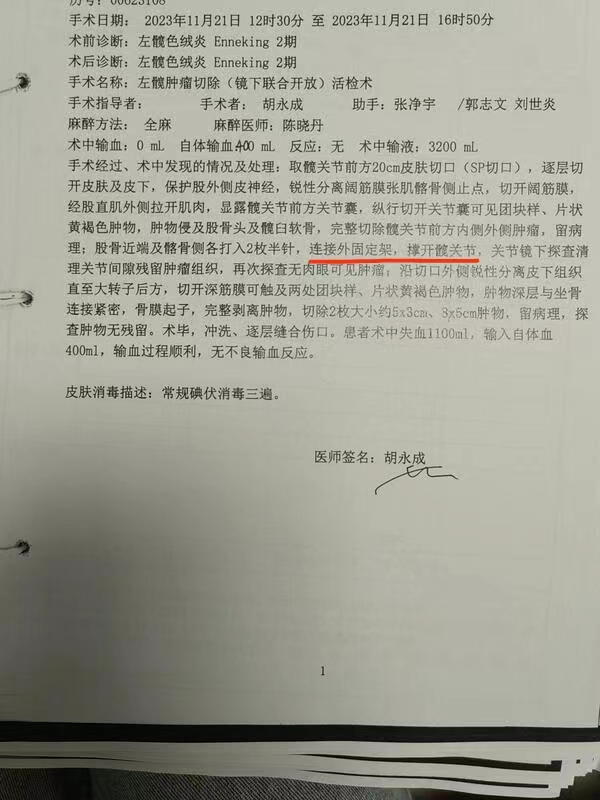 历号：00623108
手术日期： 2023年11月21日 12时30分 至 2023年11月21日 16时50分
术前诊断：左髋色绒炎 Enneking 2期
术后诊断：左髋色绒炎 Enneking 2期
手术名称：左髋肿瘤切除（镜下联合开放）活检术
手术指导者： 手术者： 胡永成 助手：张净宇 /郭志文 刘世炎
麻醉方法： 全麻 麻醉医师：陈晓丹
术中输血：0 mL 自体输血400 mL 反应：无 术中输液：3200 mL
手术经过、术中发现的情况及处理：取髋关节前方20cm皮肤切口（SP切口），逐层切
开皮肤及皮下，保护股外侧皮神经，锐性分离阔筋膜张肌髂骨侧止点，切开阔筋膜，
经股直肌外侧拉开肌肉，显露髋关节前方关节囊，纵行切开关节囊可见团块样、片状
黄褐色肿物，肿物侵及股骨头及髋臼软骨，完整切除髋关节前方内侧外侧肿瘤，留病
理；股骨近端及髂骨侧各打入2枚半针，连接外固定架，撑开髋关节，关节镜下探查清
理关节间隙残留肿瘤组织，再次探查无肉眼可见肿瘤；沿切口外侧锐性分离皮下组织
直至大转子后方，切开深筋膜可触及两处团块样、片状黄褐色肿物，肿物深层与坐骨
连接紧密，骨膜起子，完整剥离肿物，切除2枚大小约5x3cm、8x5cm肿物，留病理，探
查肿物无残留。术毕，冲洗、逐层缝合伤口。患者术中失血1100ml，输入自体血
400ml，输血过程顺利，无不良输血反应。
皮肤消毒描述：常规碘伏消毒三遍。
医师签名：胡永成
1